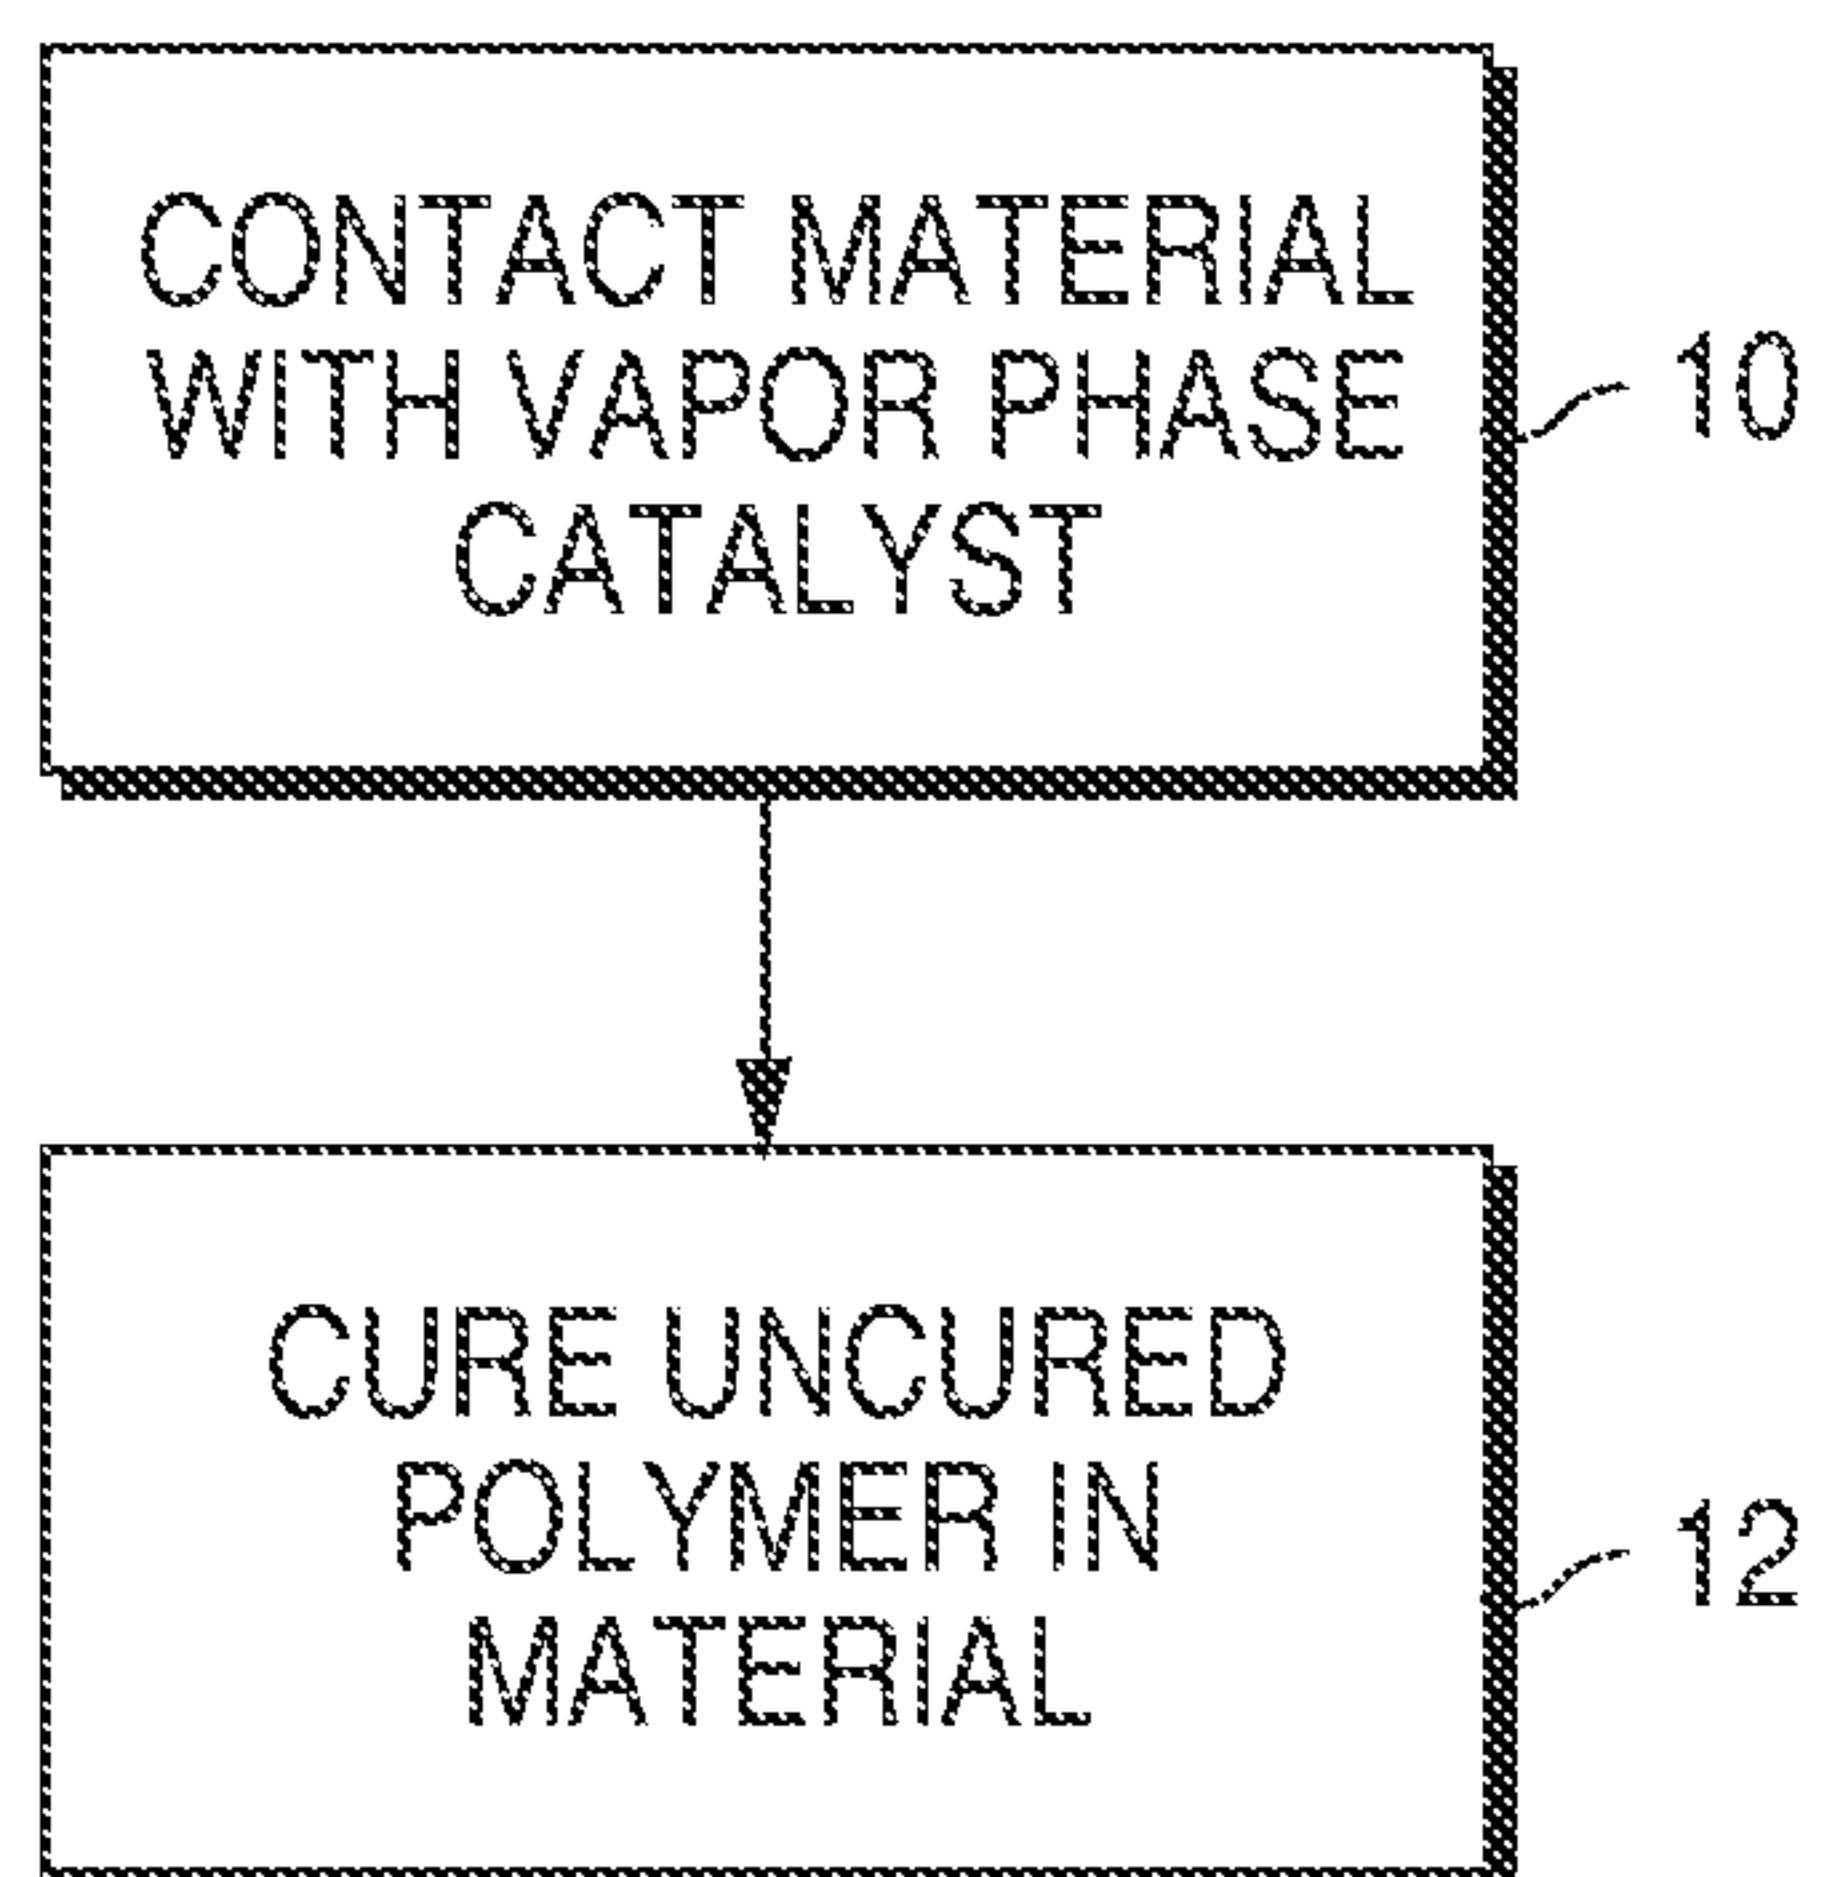 CONTACT MATERIAL
WITH VAPOR PHASE
CATALYST
10
CURE UNCURED
POLYMER IN
MATERIAL
12